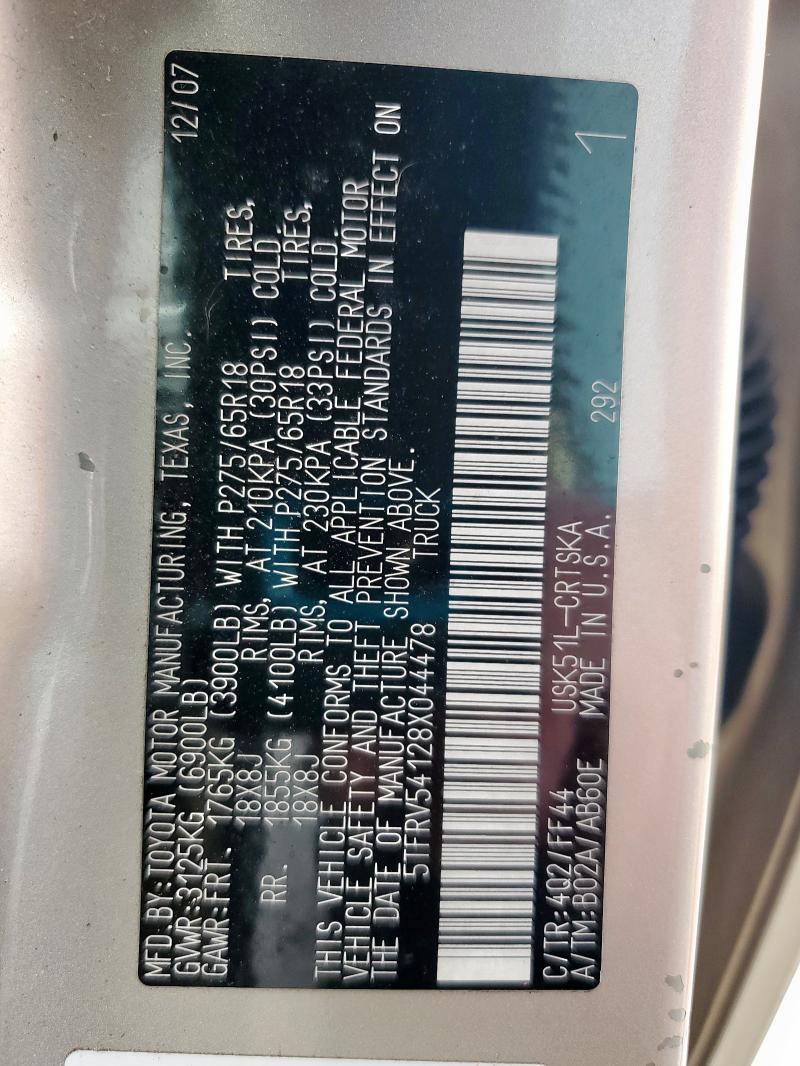 MFD BY:TOYOTA MOTOR MANUFACTURING, TEXAS, INC. 12/07
GVWR:3125KG (6900LB)
GAWR:FRT. 1765KG (3900LB) WITH P275/65R18 TIRES,
18X8J RIMS, AT 210KPA (30PSI) COLD.
RR. 1855KG (4100LB) WITH P275/65R18 TIRES,
18X8J RIMS, AT 230KPA (33PSI) COLD.
THIS VEHICLE CONFORMS TO ALL APPLICABLE FEDERAL MOTOR
VEHICLE SAFETY AND THEFT PREVENTION STANDARDS IN EFFECT ON
THE DATE OF MANUFACTURE SHOWN ABOVE.
5TFRV54128X044478 TRUCK
USK51L-CRTSKA
C/TR:4Q2/FF44
A/TM:B02A/AB60E MADE IN U.S.A. 292 1